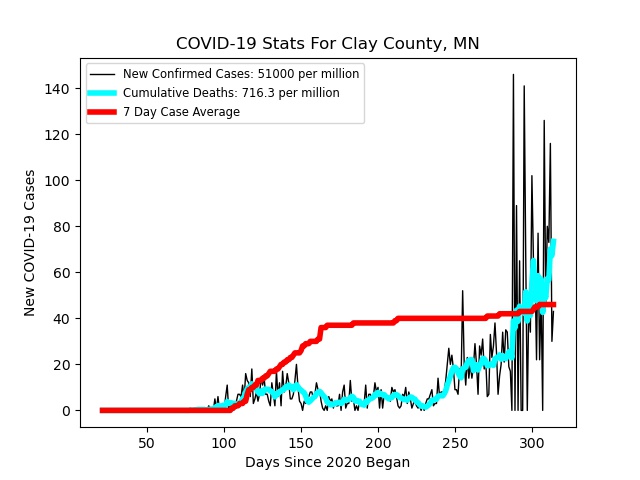 COVID-19 Stats For Clay County, MN
New Confirmed Cases: 51000 per million
Cumulative Deaths: 716.3 per million
7 Day Case Average
New COVID-19 Cases
140
120
100
80
60
40
20
0
50 100 150 200 250 300
Days Since 2020 Began